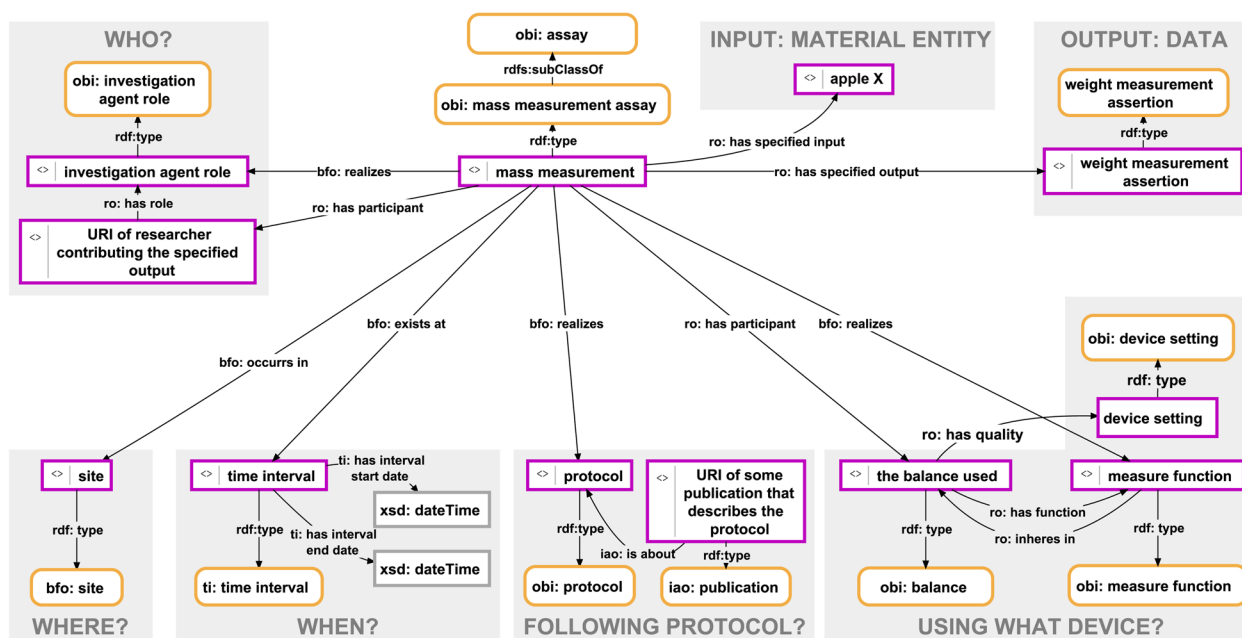 WHO?
obi: investigation
agent role
rdf:type
<> investigation agent role
ro: has role
<> URI of researcher
contributing the specified
output
obi: assay
rdfs:subClassOf
obi: mass measurement assay
rdf:type
<> mass measurement
bfo: realizes
ro: has participant
INPUT: MATERIAL ENTITY
<> apple X
ro: has specified input
OUTPUT: DATA
weight measurement
assertion
rdf:type
<> weight measurement
assertion
ro: has specified output
bfo: occurrs in
bfo: exists at
bfo: realizes
ro: has participant
bfo: realizes
<> site
rdf: type
bfo: site
WHERE?
<> time interval
ti: has interval
start date
xsd: dateTime
rdf:type
ti: has interval
end date
xsd: dateTime
ti: time interval
WHEN?
<> protocol
<> URI of some
publication that
describes the
protocol
rdf:type
iao: is about
rdf:type
obi: protocol
iao: publication
FOLLOWING PROTOCOL?
obi: device setting
rdf: type
device setting
ro: has quality
<> the balance used
<> measure function
ro: has function
ro: inheres in
rdf: type
rdf: type
obi: balance
obi: measure function
USING WHAT DEVICE?